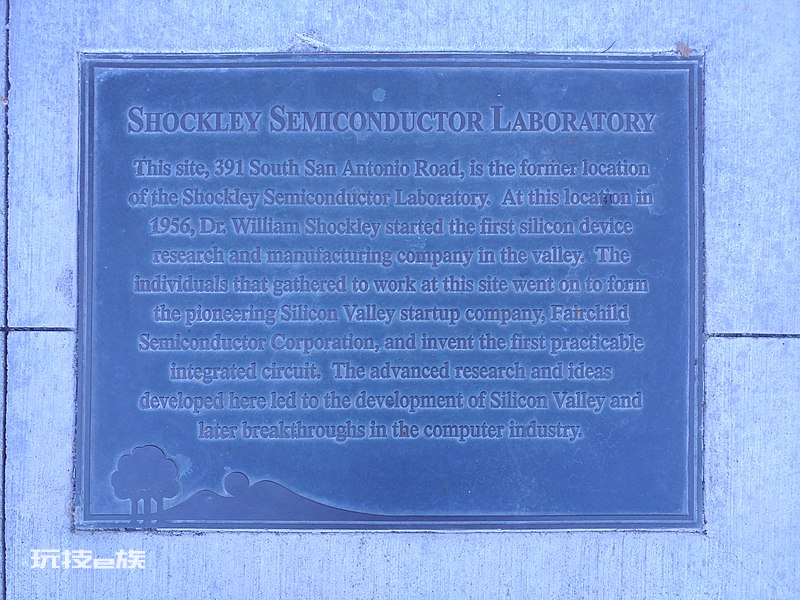 SHOCKLEY SEMICONDUCTOR LABORATORY
This site, 391 South San Antonio Road, is the former location
of the Shockley Semiconductor Laboratory. At this location in
1956, Dr. William Shockley started the first silicon device
research and manufacturing company in the valley. The
individuals that gathered to work at this site went on to form
the pioneering Silicon Valley startup company, Fairchild
Semiconductor Corporation, and invent the first practicable
integrated circuit. The advanced research and ideas
developed here led to the development of Silicon Valley and
later breakthroughs in the computer industry.
玩技e族